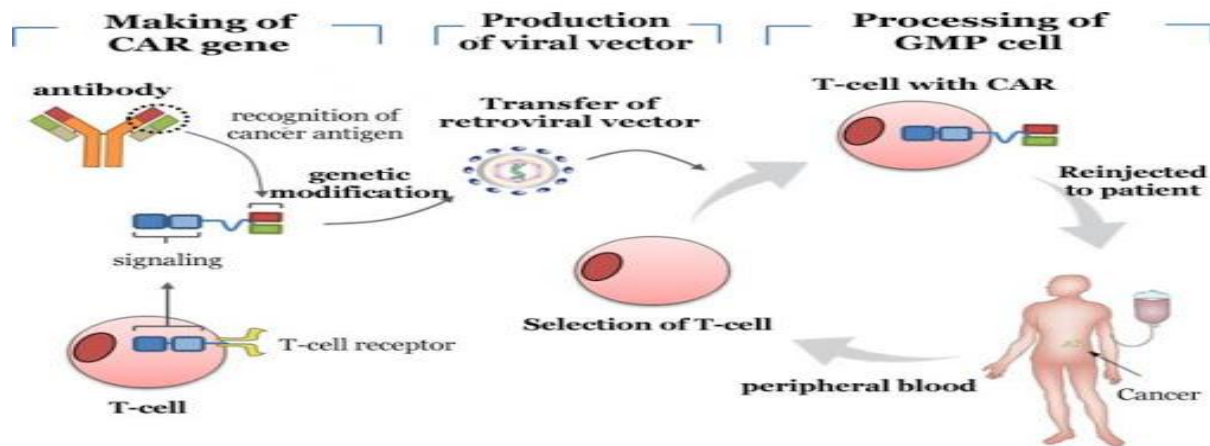 Making of
CAR gene
Production
of viral vector
Processing of
GMP cell
antibody
recognition of
cancer antigen
genetic
modification
signaling
T-cell receptor
T-cell
Transfer of
retroviral vector
Selection of T-cell
T-cell with CAR
Reinjected
to patient
peripheral blood
Cancer